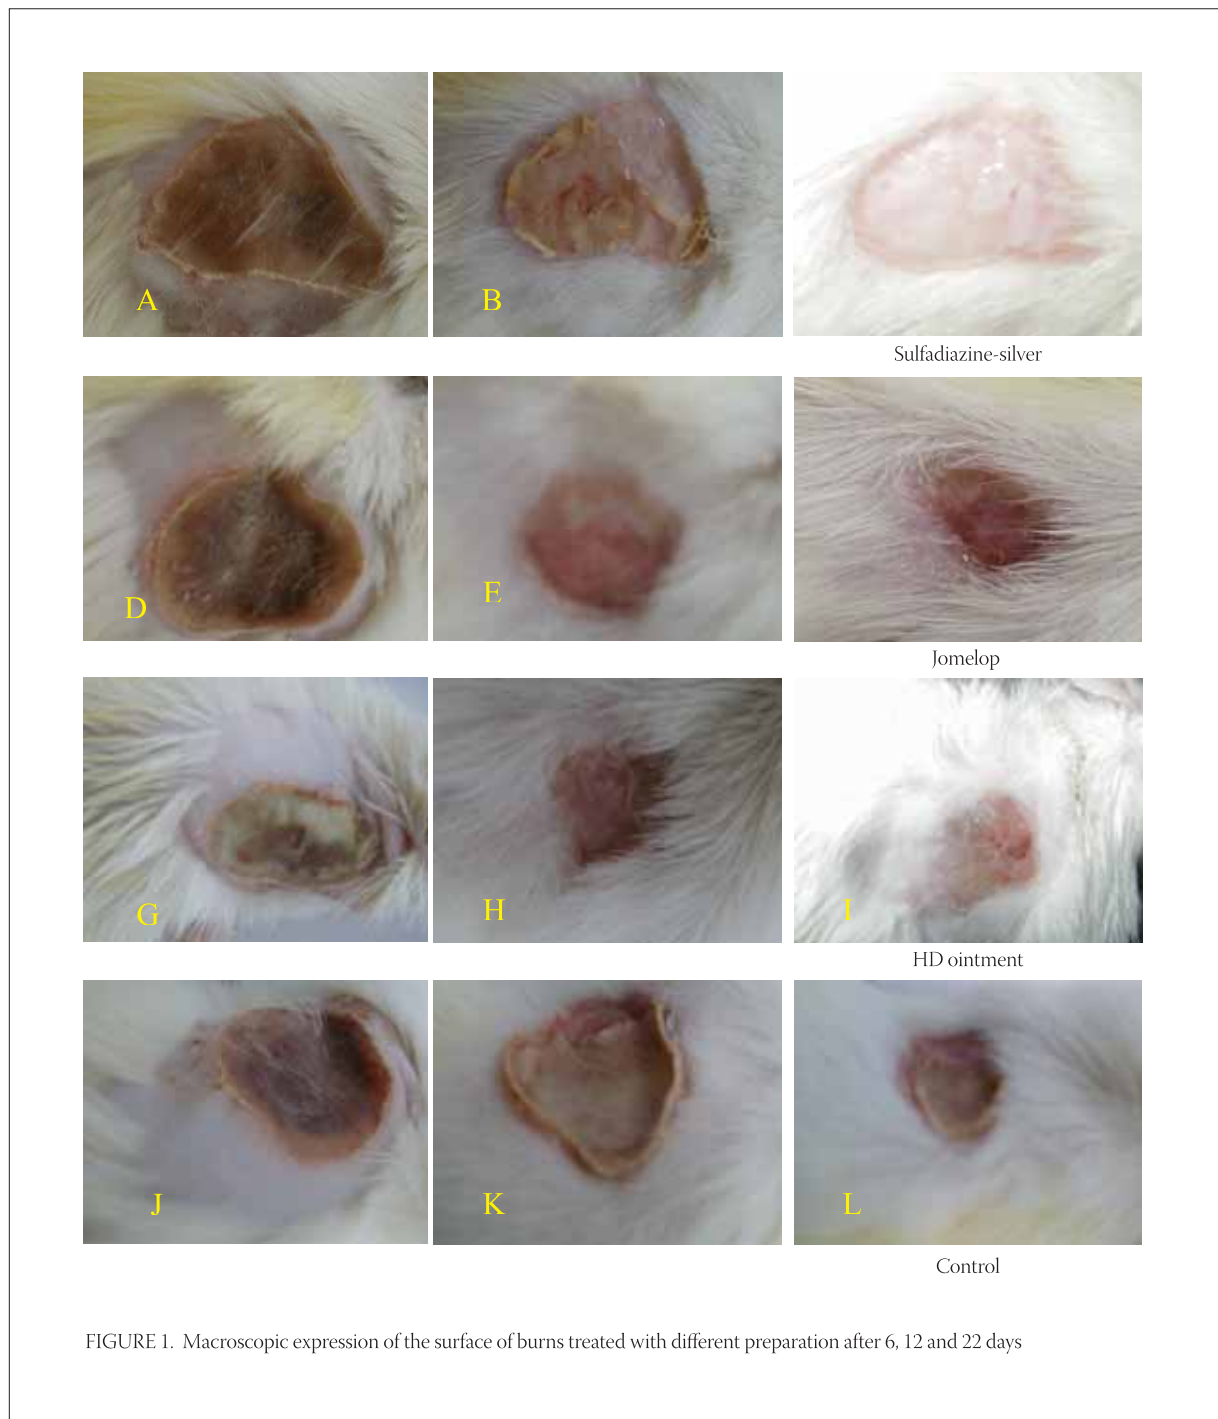 A
B
Sulfadiazine-silver
D
E
Jomelop
G
H
I
HD ointment
J
K
L
Control
FIGURE 1. Macroscopic expression of the surface of burns treated with different preparation after 6, 12 and 22 days